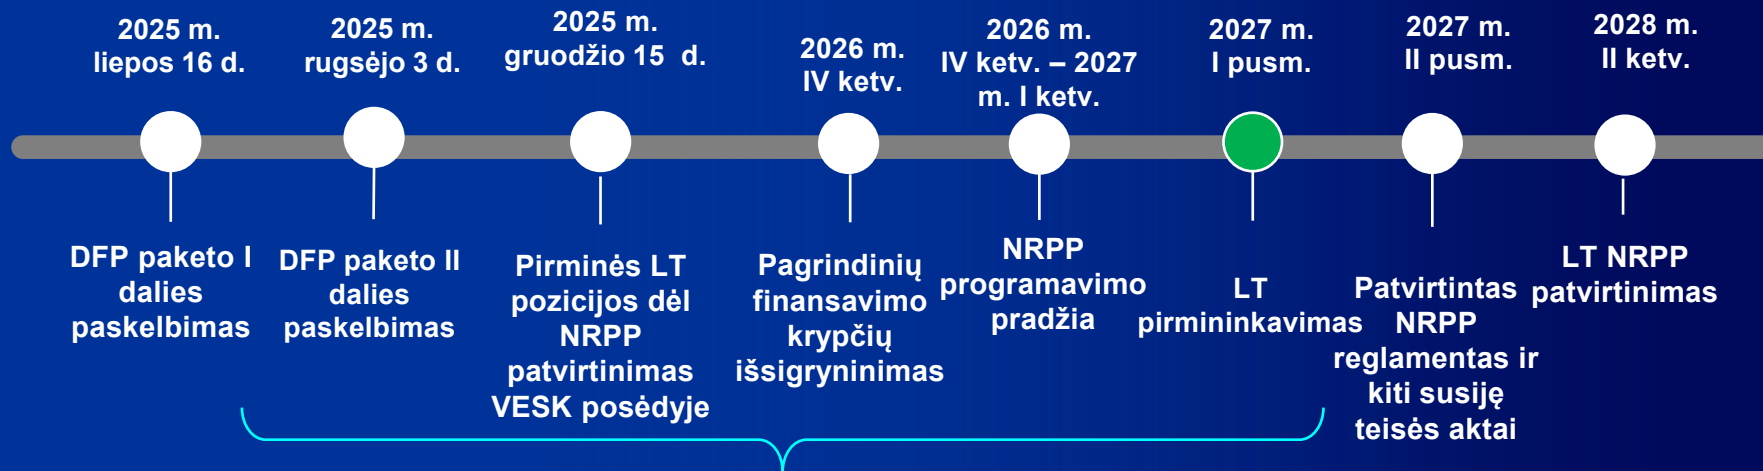 2025 m.
liepos 16 d.
2025 m.
rugsėjo 3 d.
2025 m.
gruodžio 15 d.
2026 m.
IV ketv.
2026 m.
IV ketv. – 2027
m. I ketv.
2027 m.
I pusm.
2027 m.
II pusm.
2028 m.
II ketv.
DFP paketo I
dalies
paskelbimas
DFP paketo II
dalies
paskelbimas
Pirminės LT
pozicijos dėl
NRPP
patvirtinimas
VESK posėdyje
Pagrindinių
finansavimo
krypčių
išsigryninimas
NRPP
programavimo
pradžia
LT
pirmininkavimas
Patvirtintas
NRPP
reglamentas ir
kiti susiję
teisės aktai
LT NRPP
patvirtinimas